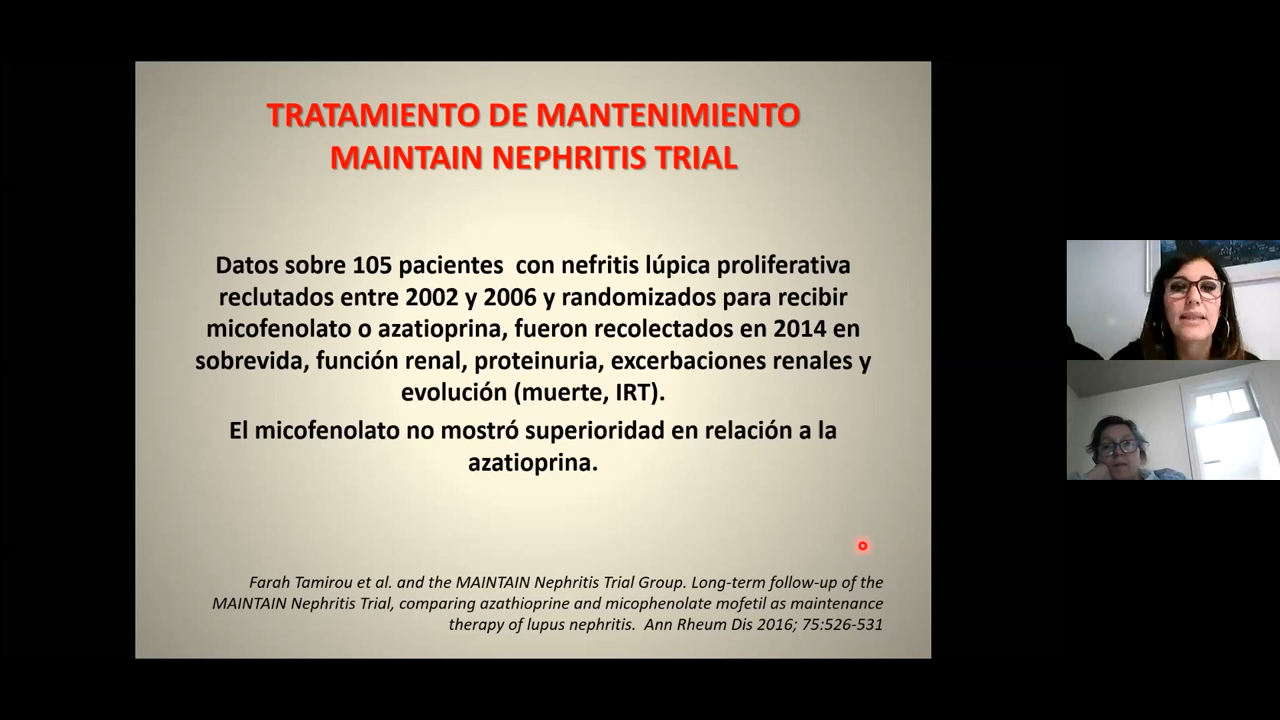 TRATAMIENTO DE MANTENIMIENTO
MAINTAIN NEPHRITIS TRIAL
Datos sobre 105 pacientes con nefritis lúpica proliferativa
reclutados entre 2002 y 2006 y randomizados para recibir
micofenolato o azatioprina, fueron recolectados en 2014 en
sobrevida, función renal, proteinuria, excerbaciones renales y
evolución (muerte, IRT).
El micofenolato no mostró superioridad en relación a la
azatioprina.
Farah Tamirou et al. and the MAINTAIN Nephritis Trial Group. Long-term follow-up of the
MAINTAIN Nephritis Trial, comparing azathioprine and micophenolate mofetil as maintenance
therapy of lupus nephritis. Ann Rheum Dis 2016; 75:526-531